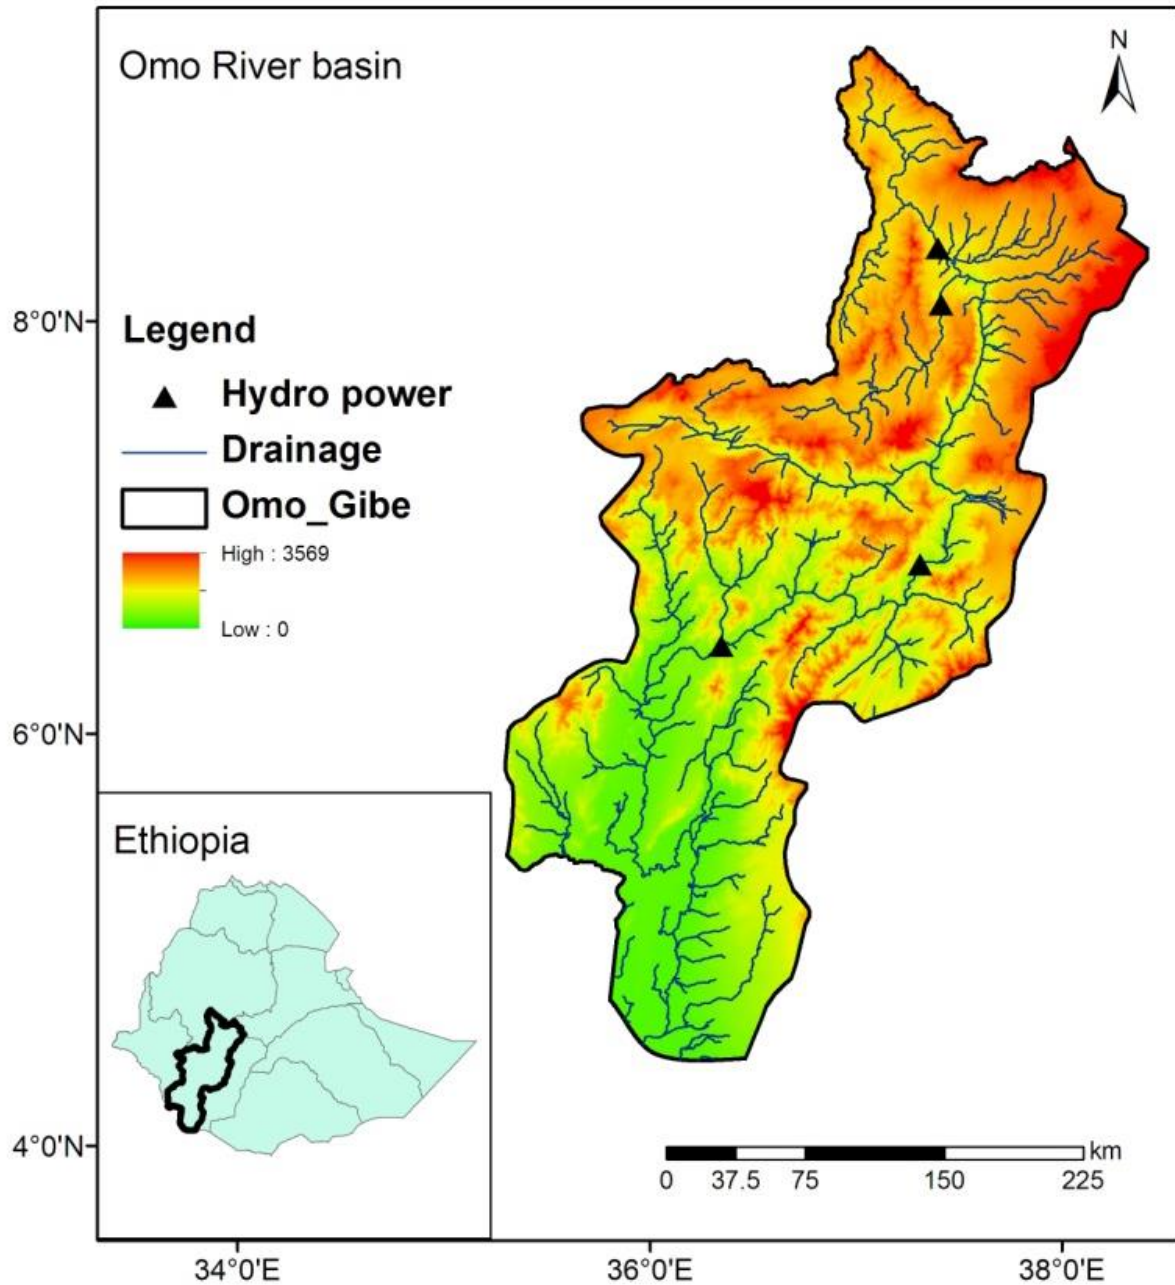 Omo River basin
N
8°0'N
Legend
Hydro power
Drainage
Omo_Gibe
High : 3569
Low : 0
6°0'N
Ethiopia
4°0'N
km
0 37.5 75 150 225
34°0'E 36°0'E 38°0'E